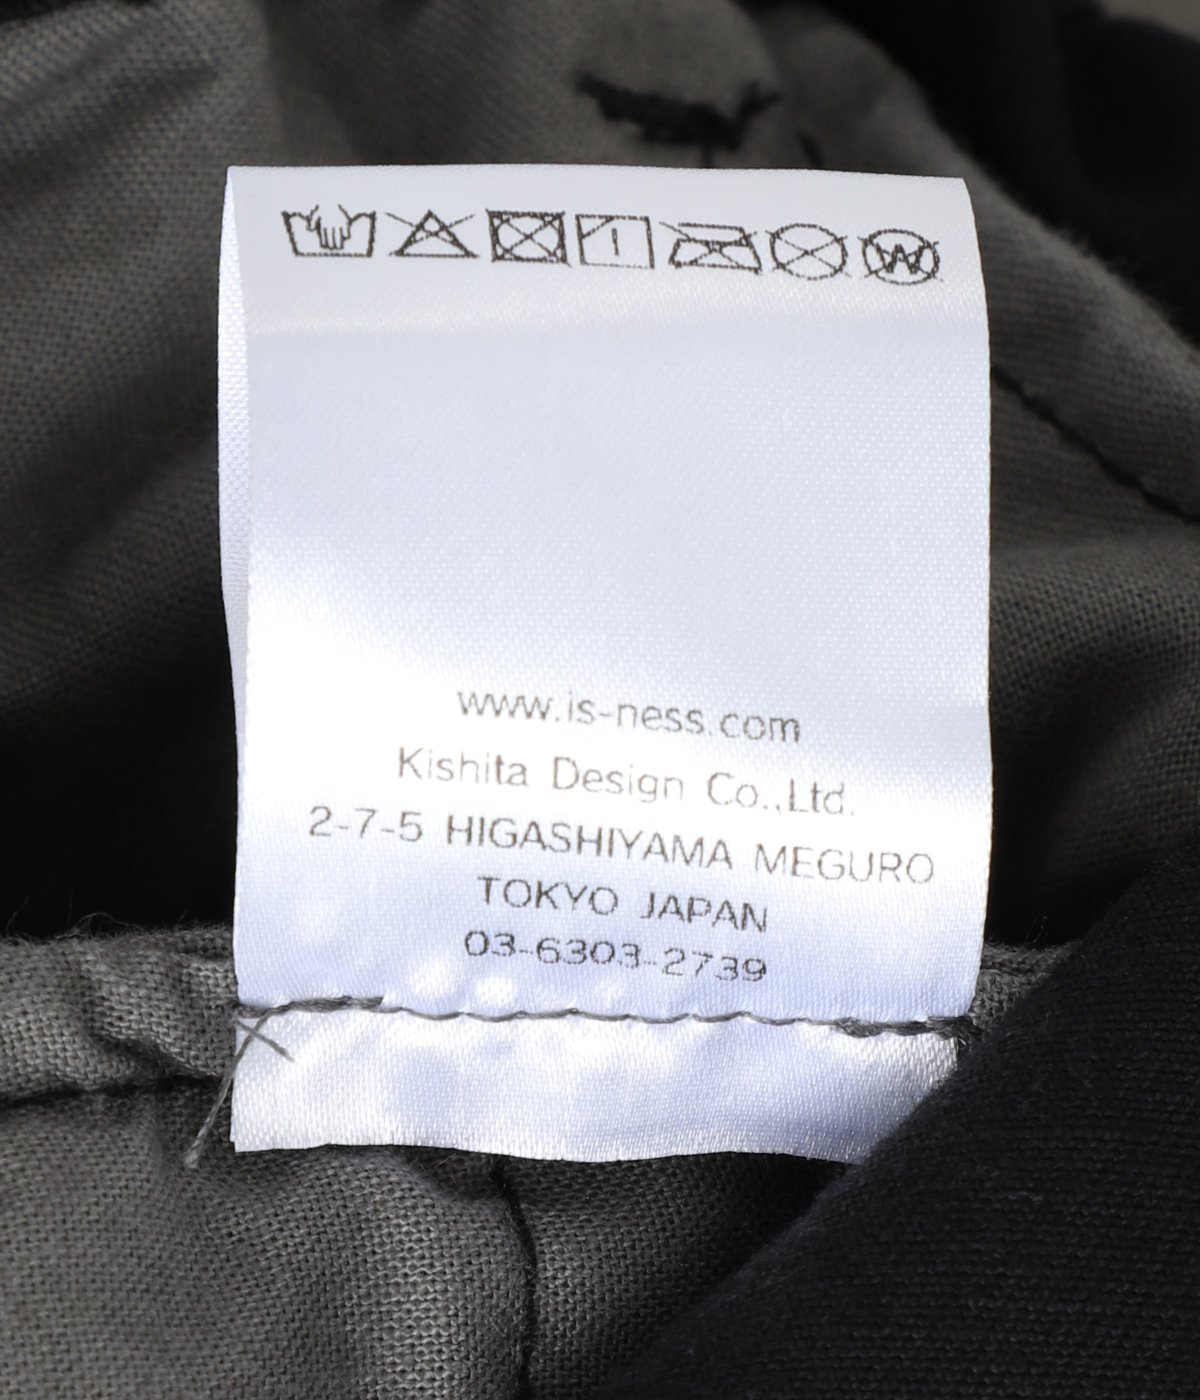 W
www.is-ness.com
Kishita Design Co.,Ltd.
2-7-5 HIGASHIYAMA MEGURO
TOKYO JAPAN
03-6303-2739